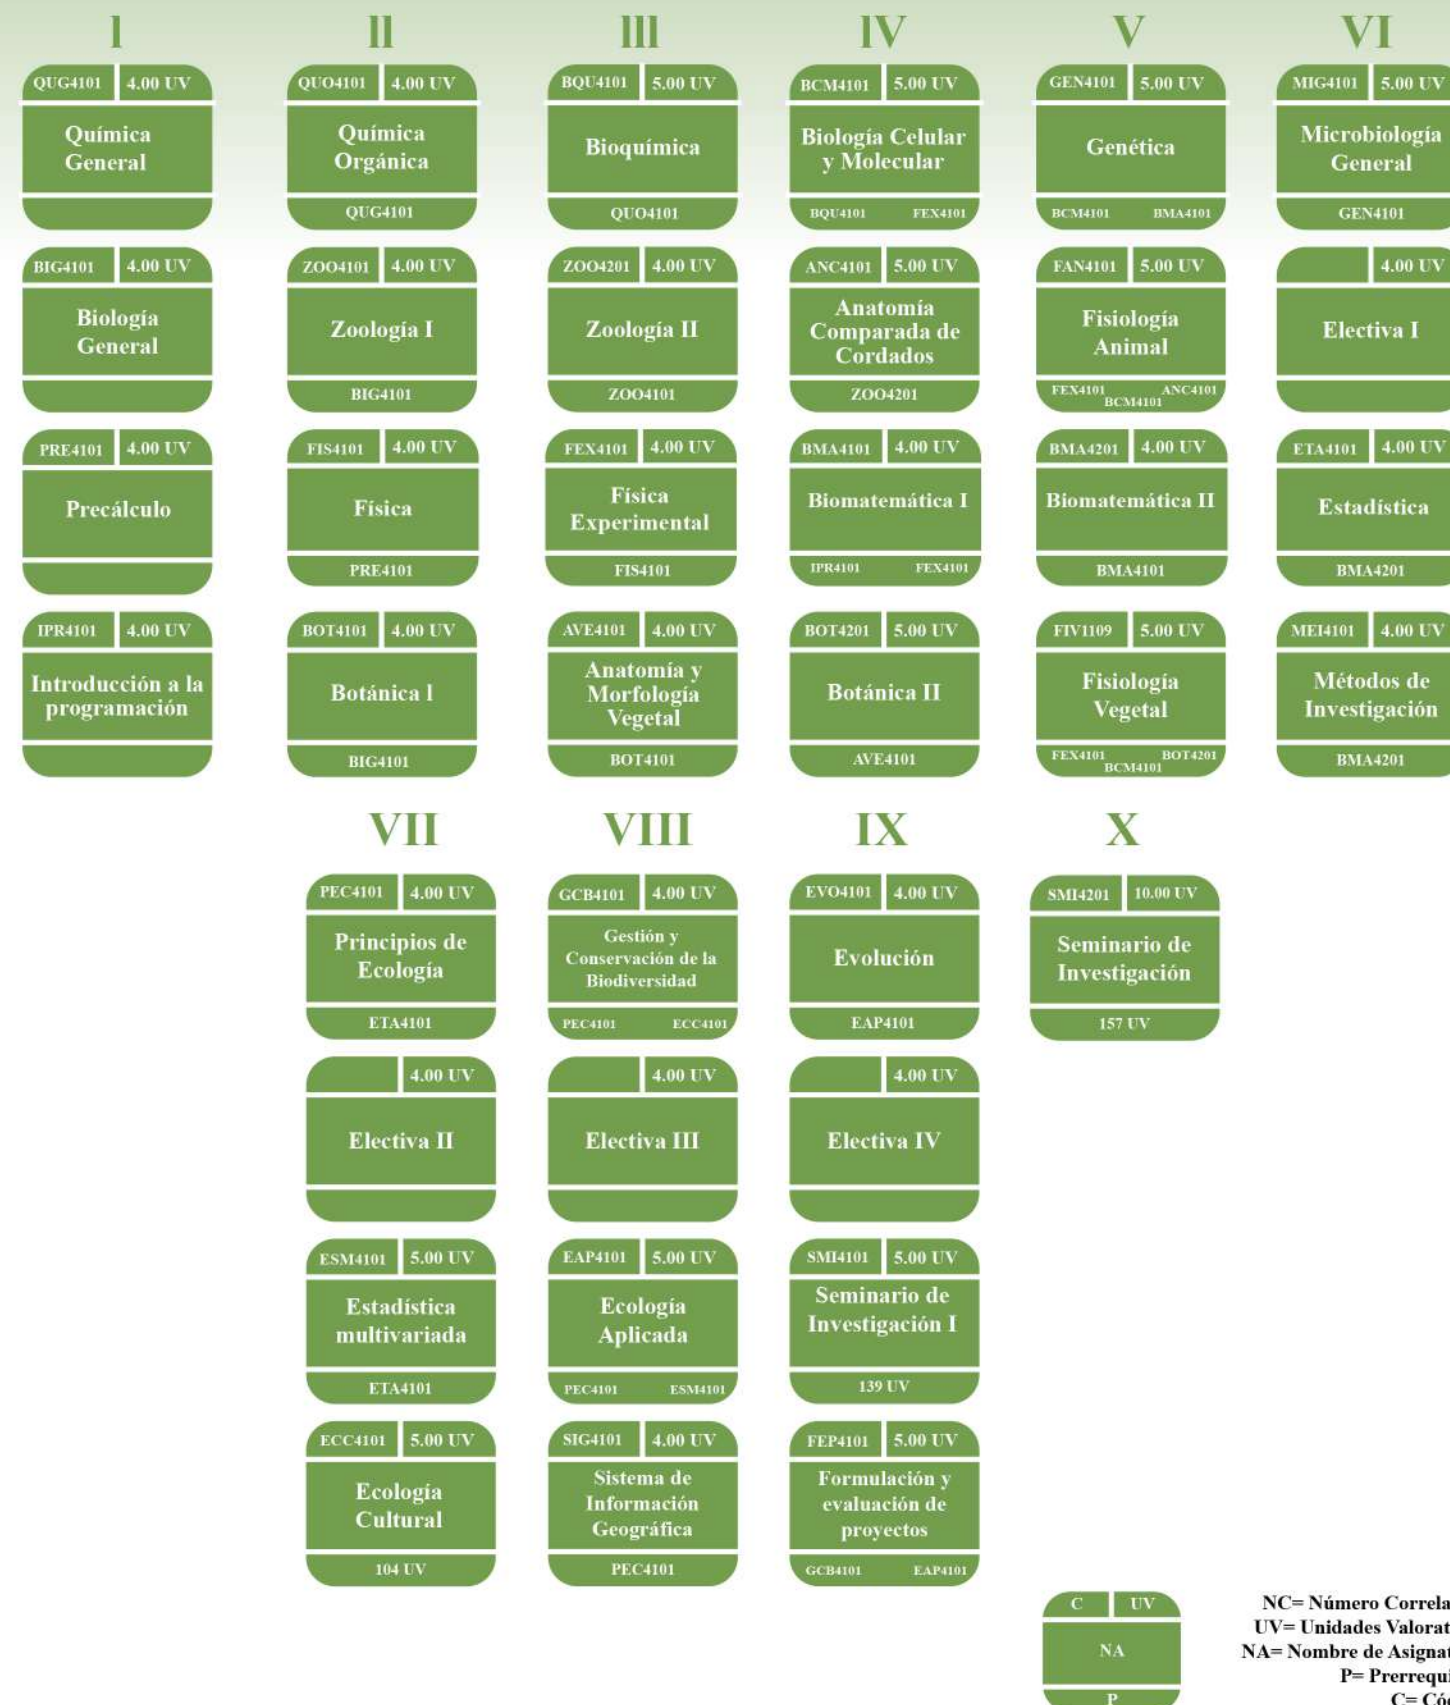 I II III IV V VI
QUG4101 4.00 UV
Química
General
QUO4101 4.00 UV
Química
Orgánica
QUG4101
BQU4101 5.00 UV
Bioquímica
QUO4101
BCM4101 5.00 UV
Biología Celular
y Molecular
BQU4101 FEX4101
GEN4101 5.00 UV
Genética
BCM4101 BMA4101
MIG4101 5.00 UV
Microbiología
General
GEN4101
BIG4101 4.00 UV
Biología
General
ZOO4101 4.00 UV
Zoología I
BIG4101
ZOO4201 4.00 UV
Zoología II
ZOO4101
ANC4101 5.00 UV
Anatomía
Comparada de
Cordados
ZOO4201
FAN4101 5.00 UV
Fisiología
Animal
FEX4101 ANC4101
BCM4101
4.00 UV
Electiva I
PRE4101 4.00 UV
Precálculo
FIS4101 4.00 UV
Física
PRE4101
FEX4101 4.00 UV
Física
Experimental
FIS4101
BMA4101 4.00 UV
Biomatemática I
IPR4101 FEX4101
BMA4201 4.00 UV
Biomatemática II
BMA4101
ETA4101 4.00 UV
Estadística
BMA4201
IPR4101 4.00 UV
Introducción a la
programación
BOT4101 4.00 UV
Botánica l
BIG4101
AVE4101 4.00 UV
Anatomía y
Morfología
Vegetal
BOT4101
BOT4201 5.00 UV
Botánica II
AVE4101
FIV1109 5.00 UV
Fisiología
Vegetal
FEX4101 BOT4201
BCM4101
MEI4101 4.00 UV
Métodos de
Investigación
BMA4201
VII VIII IX X
PEC4101 4.00 UV
Principios de
Ecología
ETA4101
GCB4101 4.00 UV
Gestión y
Conservación de la
Biodiversidad
PEC4101 ECC4101
EVO4101 4.00 UV
Evolución
EAP4101
SMI4201 10.00 UV
Seminario de
Investigación
157 UV
4.00 UV
Electiva II
4.00 UV
Electiva III
4.00 UV
Electiva IV
ESM4101 5.00 UV
Estadística
multivariada
ETA4101
EAP4101 5.00 UV
Ecología
Aplicada
PEC4101 ESM4101
SMI4101 5.00 UV
Seminario de
Investigación I
139 UV
ECC4101 5.00 UV
Ecología
Cultural
104 UV
SIG4101 4.00 UV
Sistema de
Información
Geográfica
PEC4101
FEP4101 5.00 UV
Formulación y
evaluación de
proyectos
GCB4101 EAP4101
C UV
NA
P
NC= Número Correla
UV= Unidades Valorat
NA= Nombre de Asignat
P= Prerrequi
C= Cód